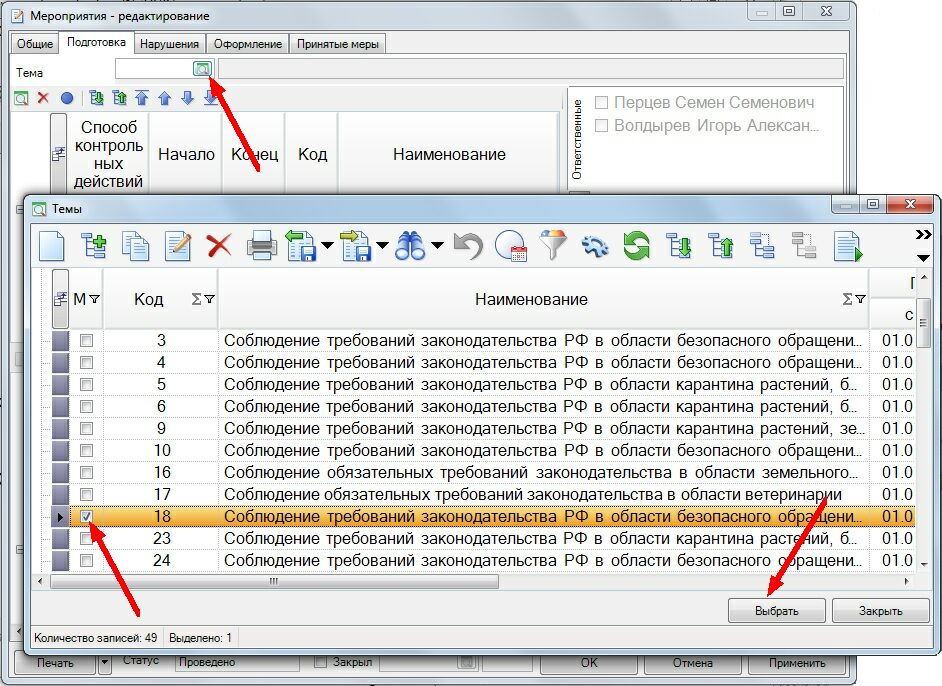 Мероприятия - редактирование
Общие Подготовка Нарушения Оформление Принятые меры
Тема
Ответственные
Перцев Семен Семенович
Волдырев Игорь Алексан...
Способ контроль ных действий
Начало Конец Код Наименование
Темы
М Код Σ Наименование Σ
с
3 Соблюдение требований законодательства РФ в области безопасного обращени... 01.0
4 Соблюдение требований законодательства РФ в области безопасного обращени... 01.0
5 Соблюдение требований законодательства РФ в области карантина растений, б... 01.0
6 Соблюдение требований законодательства РФ в области карантина растений, б... 01.0
9 Соблюдение требований законодательства РФ в области карантина растений, зе... 01.0
10 Соблюдение требований законодательства РФ в области безопасного обращени... 01.0
16 Соблюдение обязательных требований законодательства в области земельного... 01.0
17 Соблюдение обязательных требований законодательства в области ветеринарии 01.0
18 Соблюдение требований законодательства РФ в области безопасного обращени... 01.0
23 Соблюдение требований законодательства РФ в области карантина растений, б... 01.0
24 Соблюдение требований законодательства РФ в области безопасного обращени... 01.0
Выбрать Закрыть
Количество записей: 49 Выделено: 1
Печать Статус Проведено Закрыл OK Отмена Применить